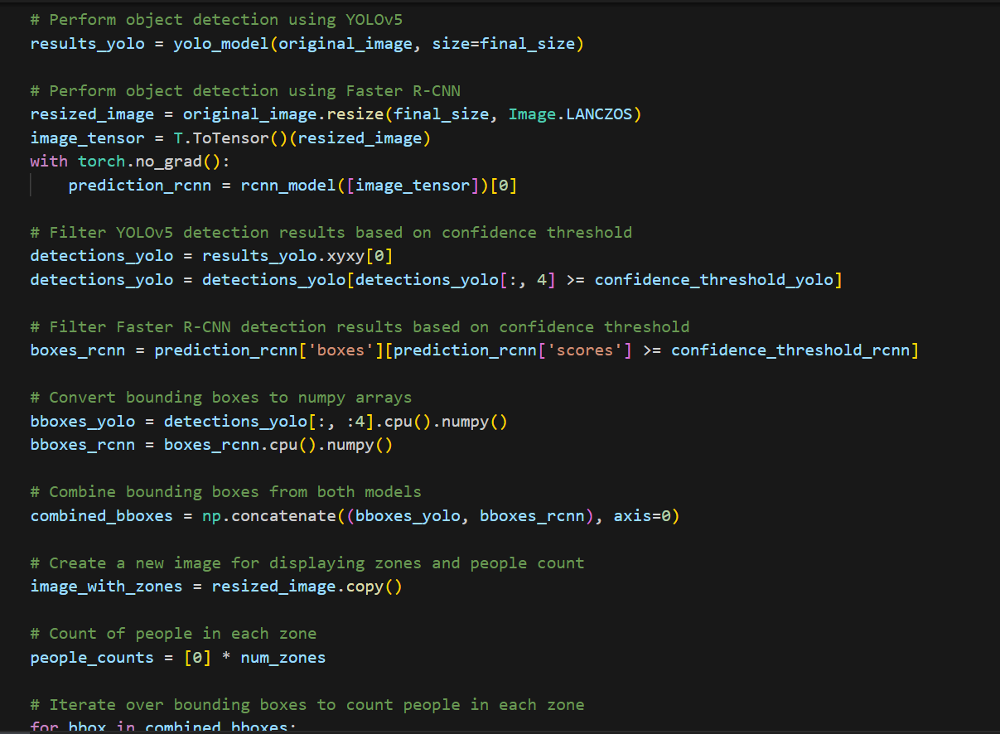 # Perform object detection using YOLOv5
results_yolo = yolo_model(original_image, size=final_size)
# Perform object detection using Faster R-CNN
resized_image = original_image.resize(final_size, Image.LANCZOS)
image_tensor = T.ToTensor()(resized_image)
with torch.no_grad():
    prediction_rcnn = rcnn_model([image_tensor])[0]
# Filter YOLOv5 detection results based on confidence threshold
detections_yolo = results_yolo.xyxy[0]
detections_yolo = detections_yolo[detections_yolo[:, 4] >= confidence_threshold_yolo]
# Filter Faster R-CNN detection results based on confidence threshold
boxes_rcnn = prediction_rcnn['boxes'][prediction_rcnn['scores'] >= confidence_threshold_rcnn]
# Convert bounding boxes to numpy arrays
bboxes_yolo = detections_yolo[:, :4].cpu().numpy()
bboxes_rcnn = boxes_rcnn.cpu().numpy()
# Combine bounding boxes from both models
combined_bboxes = np.concatenate((bboxes_yolo, bboxes_rcnn), axis=0)
# Create a new image for displaying zones and people count
image_with_zones = resized_image.copy()
# Count of people in each zone
people_counts = [0] * num_zones
# Iterate over bounding boxes to count people in each zone
for bbox in combined_bboxes: